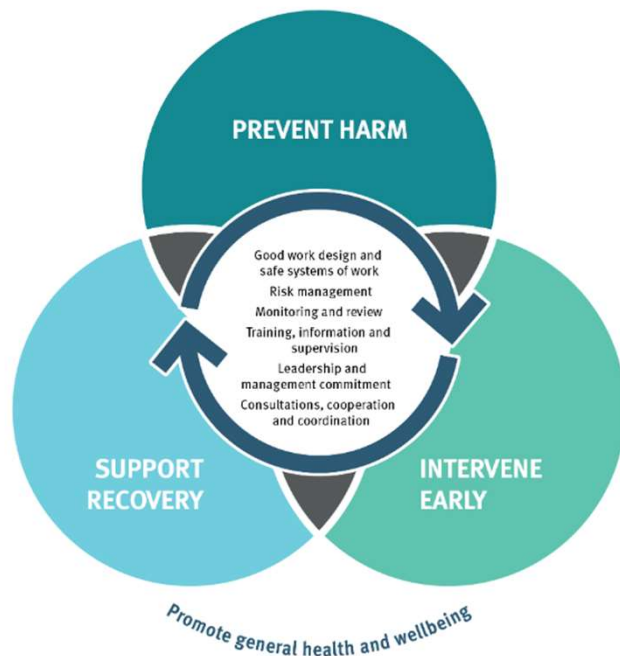 PREVENT HARM
Good work design and
safe systems of work
Risk management
Monitoring and review
Training, information and
supervision
Leadership and
management commitment
Consultations, cooperation
and coordination
SUPPORT
RECOVERY
INTERVENE
EARLY
Promote general health and wellbeing